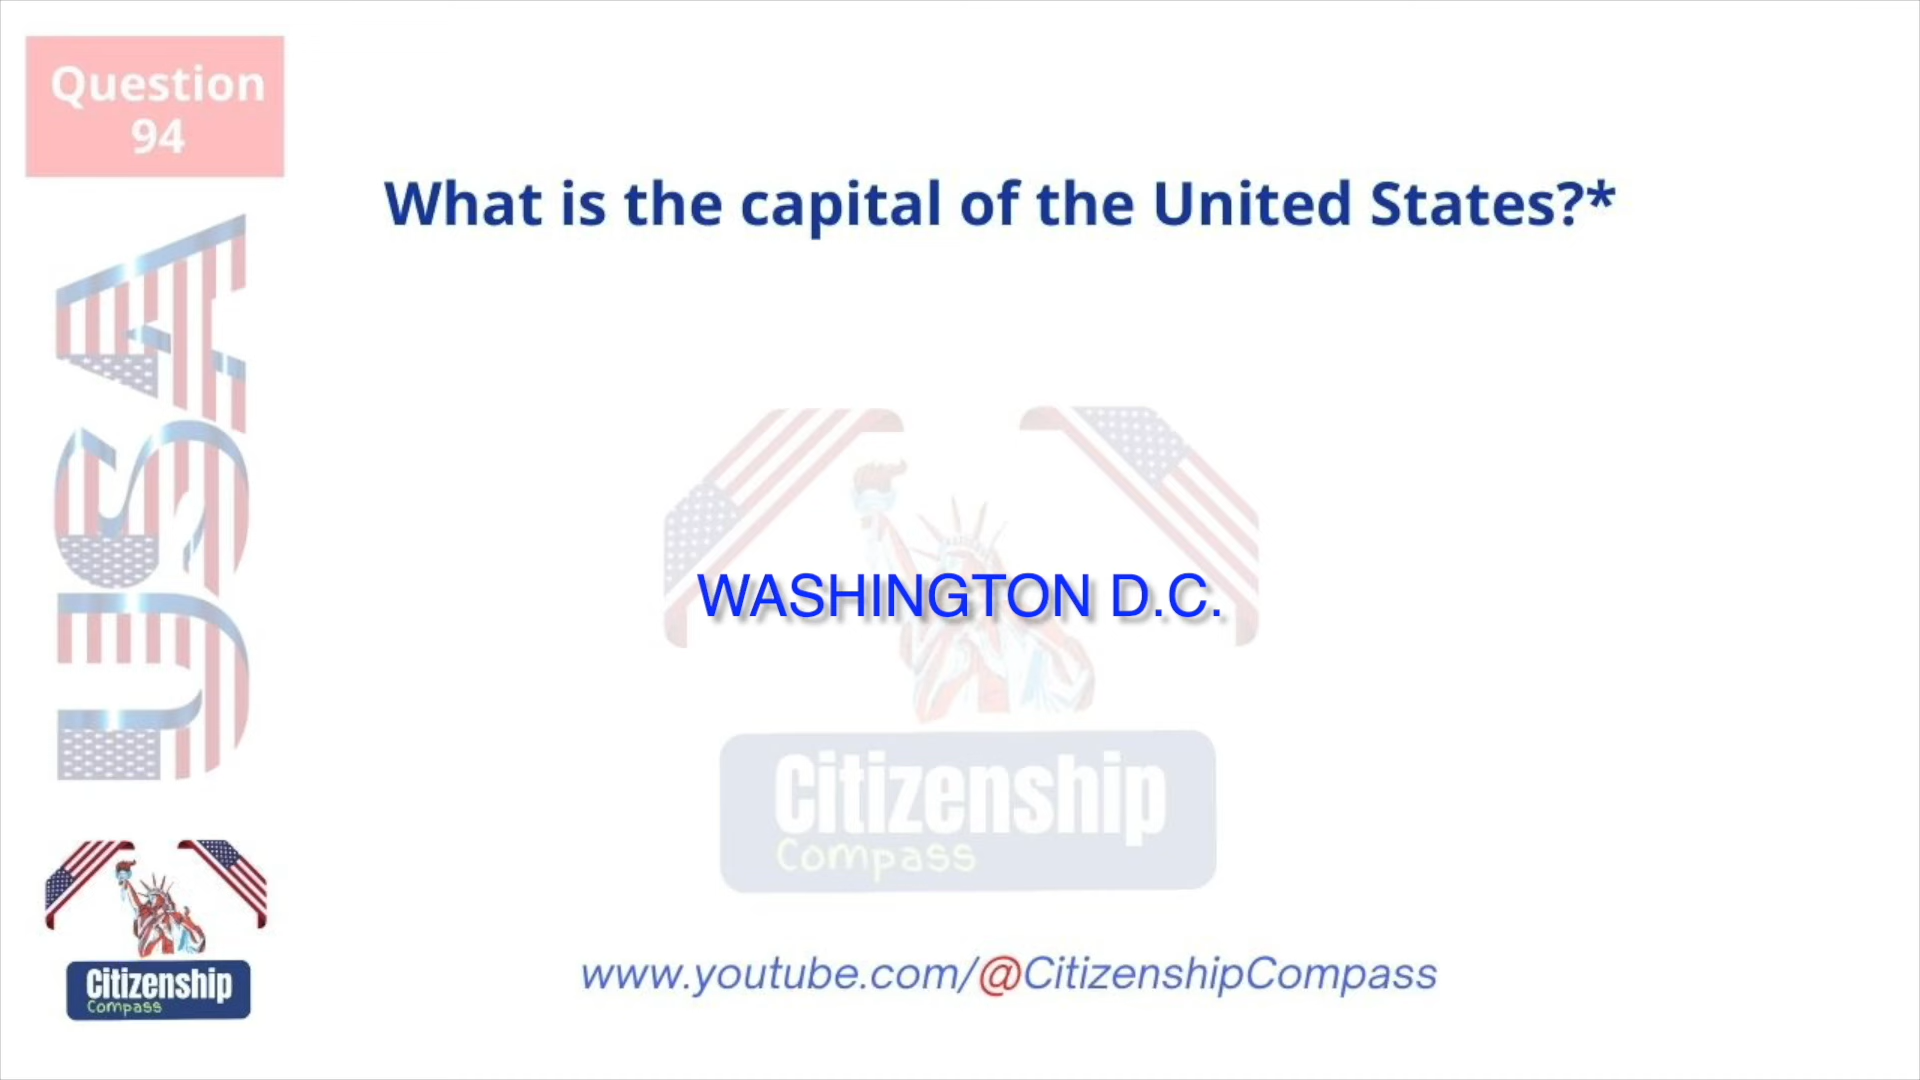 Question
94
What is the capital of the United States?*
USA
WASHINGTON D.C.
Citizenship
Compass
Citizenship
Compass
www.youtube.com/@CitizenshipCompass